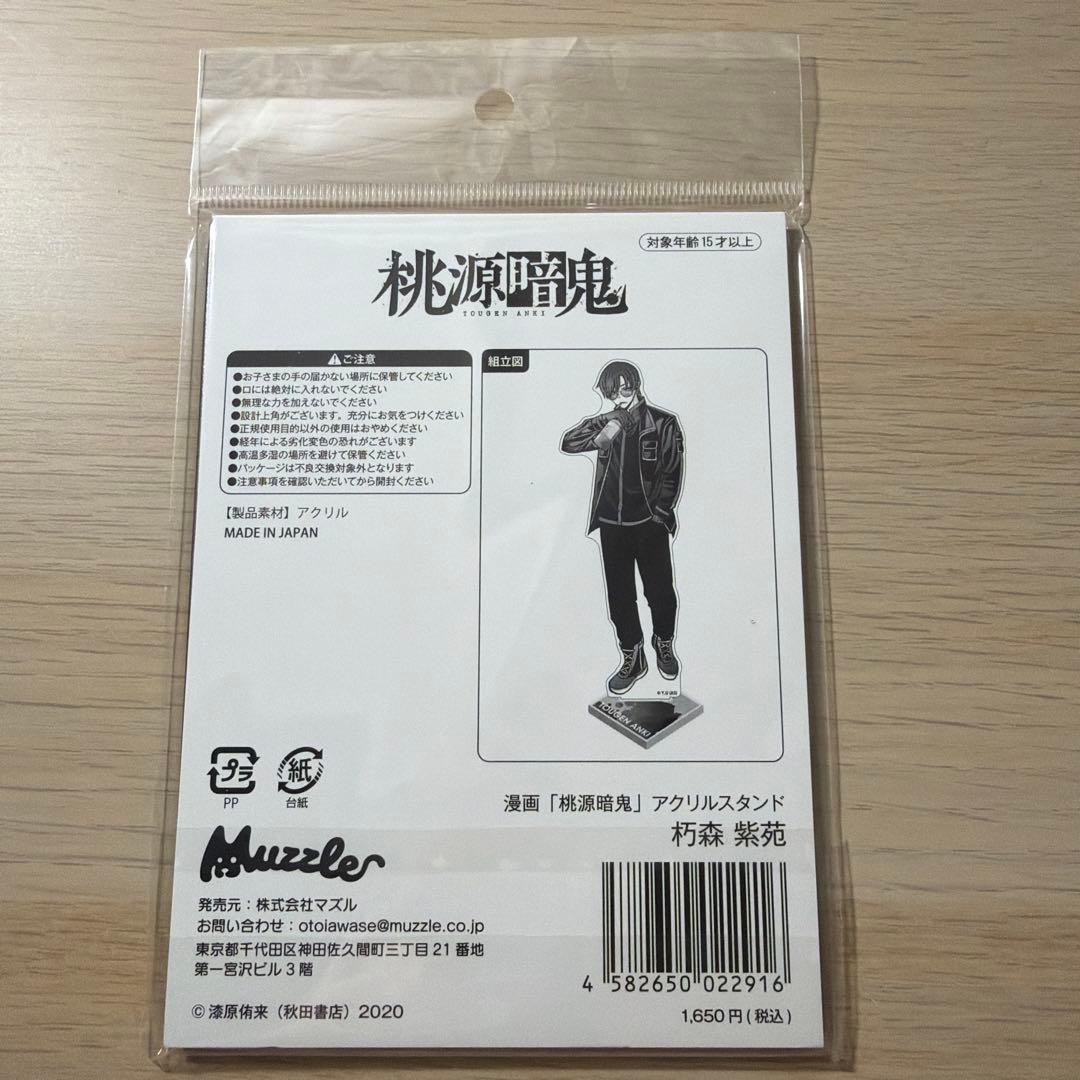 対象年齢15才以上
桃源暗鬼
TOUGEN ANKI
ご注意
●お子さまの手の届かない場所に保管してください
●口には絶対に入れないでください
●無理な力を加えないでください
●設計上角がございます。充分にお気をつけください
●正規使用目的以外の使用はおやめください
●経年による劣化変色の恐れがございます
●高温多湿の場所を避けて保管ください
●パッケージは不良交換対象外となります
●注意事項を確認いただいてから開封ください
【製品素材】アクリル
MADE IN JAPAN
組立図
TOUGEN ANKI
プラ
PP
紙
台紙
漫画「桃源暗鬼」アクリルスタンド
朽森 紫苑
Muzzle
発売元：株式会社マズル
お問い合わせ：otoiawase@muzzle.co.jp
東京都千代田区神田佐久間町三丁目21番地
第一宮沢ビル3階
©漆原侑来（秋田書店）2020
4 582650 022916
1,650円(税込)